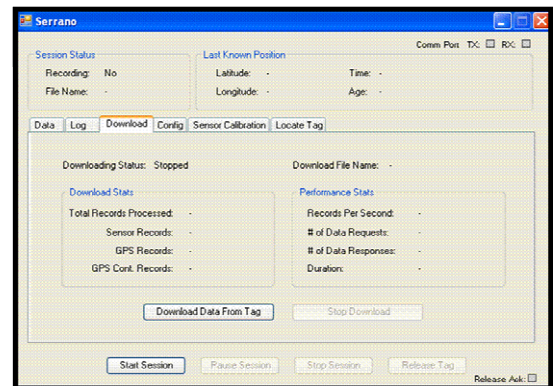 Serrano
Comm Port TX: RX:
Session Status
Recording: No
File Name: -
Last Known Position
Latitude: - Time: -
Longitude: - Age: -
Data Log Download Config Sensor Calibration Locate Tag
Downloading Status: Stopped Download File Name: -
Download Stats
Total Records Processed: -
Sensor Records: -
GPS Records: -
GPS Cont. Records: -
Performance Stats
Records Per Second: -
# of Data Requests: -
# of Data Responses: -
Duration: -
Download Data From Tag Stop Download
Start Session Pause Session Stop Session Release Tag
Release Ack: